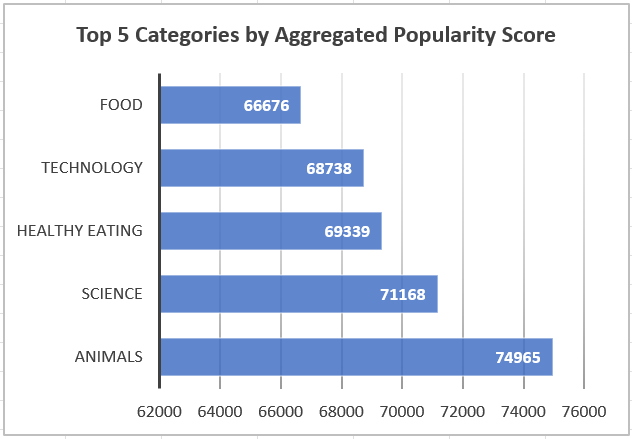 Top 5 Categories by Aggregated Popularity Score
FOOD 66676
TECHNOLOGY 68738
HEALTHY EATING 69339
SCIENCE 71168
ANIMALS 74965
62000 64000 66000 68000 70000 72000 74000 76000